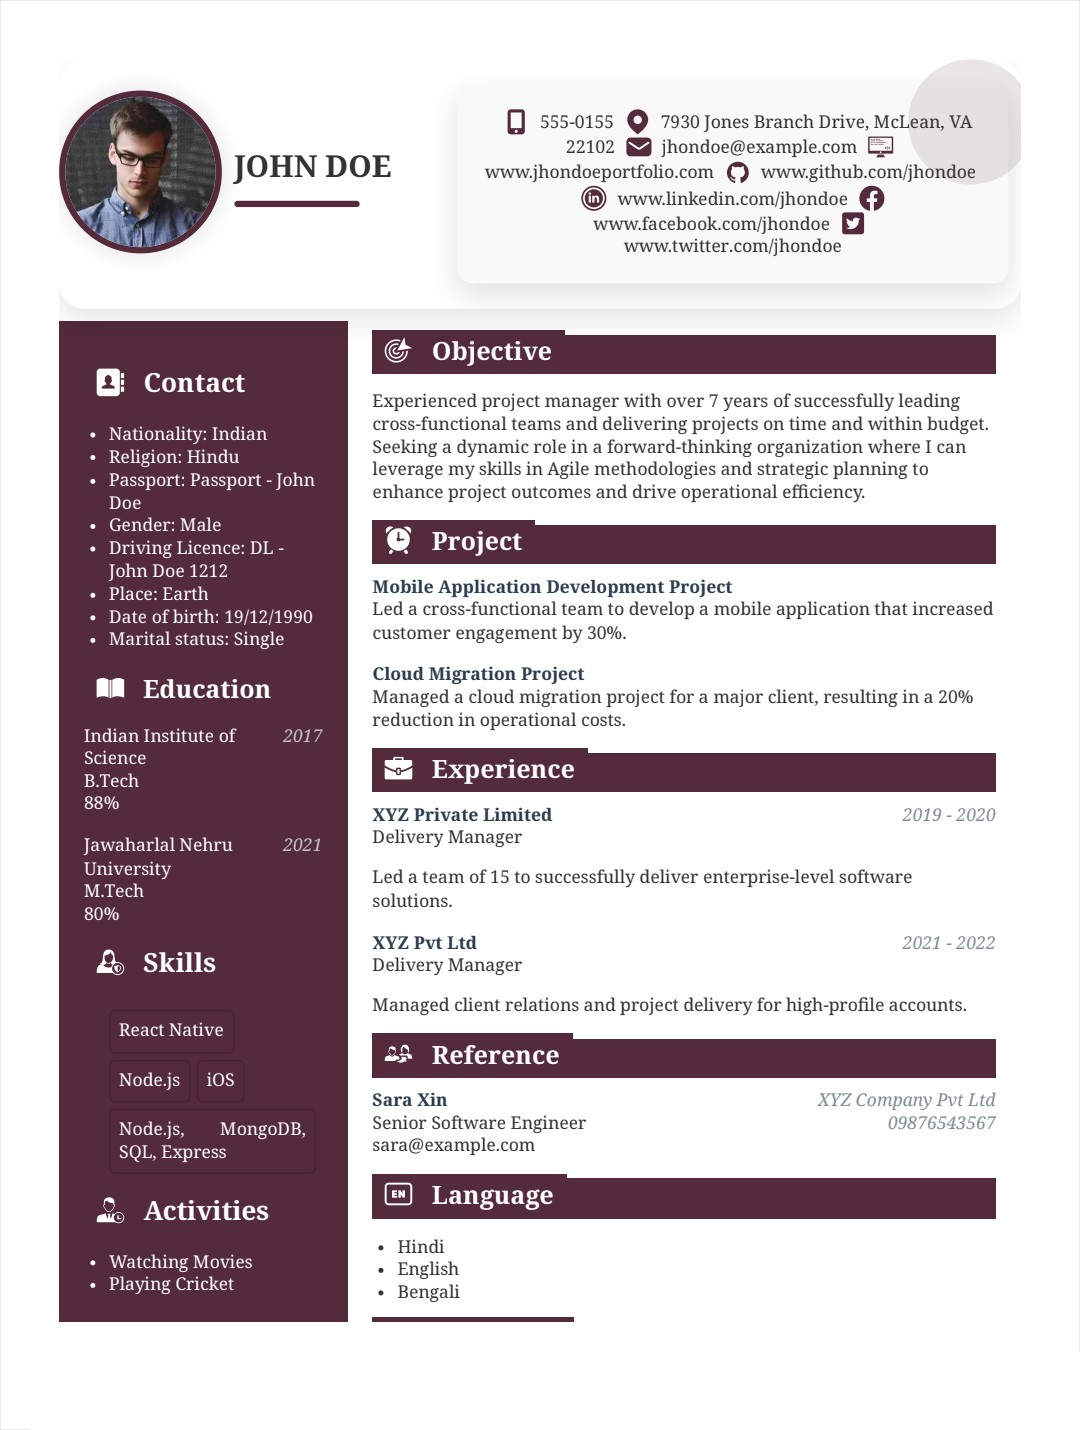 JOHN DOE
555-0155 7930 Jones Branch Drive, McLean, VA
22102 jhondoe@example.com
www.jhondoeportfolio.com www.github.com/jhondoe
www.linkedin.com/jhondoe
www.facebook.com/jhondoe
www.twitter.com/jhondoe
Contact
• Nationality: Indian
• Religion: Hindu
• Passport: Passport - John
Doe
• Gender: Male
• Driving Licence: DL -
John Doe 1212
• Place: Earth
• Date of birth: 19/12/1990
• Marital status: Single
Education
Indian Institute of 2017
Science
B.Tech
88%
Jawaharlal Nehru 2021
University
M.Tech
80%
Skills
React Native
Node.js iOS
Node.js, MongoDB,
SQL, Express
Activities
• Watching Movies
• Playing Cricket
Objective
Experienced project manager with over 7 years of successfully leading
cross-functional teams and delivering projects on time and within budget.
Seeking a dynamic role in a forward-thinking organization where I can
leverage my skills in Agile methodologies and strategic planning to
enhance project outcomes and drive operational efficiency.
Project
Mobile Application Development Project
Led a cross-functional team to develop a mobile application that increased
customer engagement by 30%.
Cloud Migration Project
Managed a cloud migration project for a major client, resulting in a 20%
reduction in operational costs.
Experience
XYZ Private Limited 2019 - 2020
Delivery Manager
Led a team of 15 to successfully deliver enterprise-level software
solutions.
XYZ Pvt Ltd 2021 - 2022
Delivery Manager
Managed client relations and project delivery for high-profile accounts.
Reference
Sara Xin XYZ Company Pvt Ltd
Senior Software Engineer 09876543567
sara@example.com
EN Language
• Hindi
• English
• Bengali